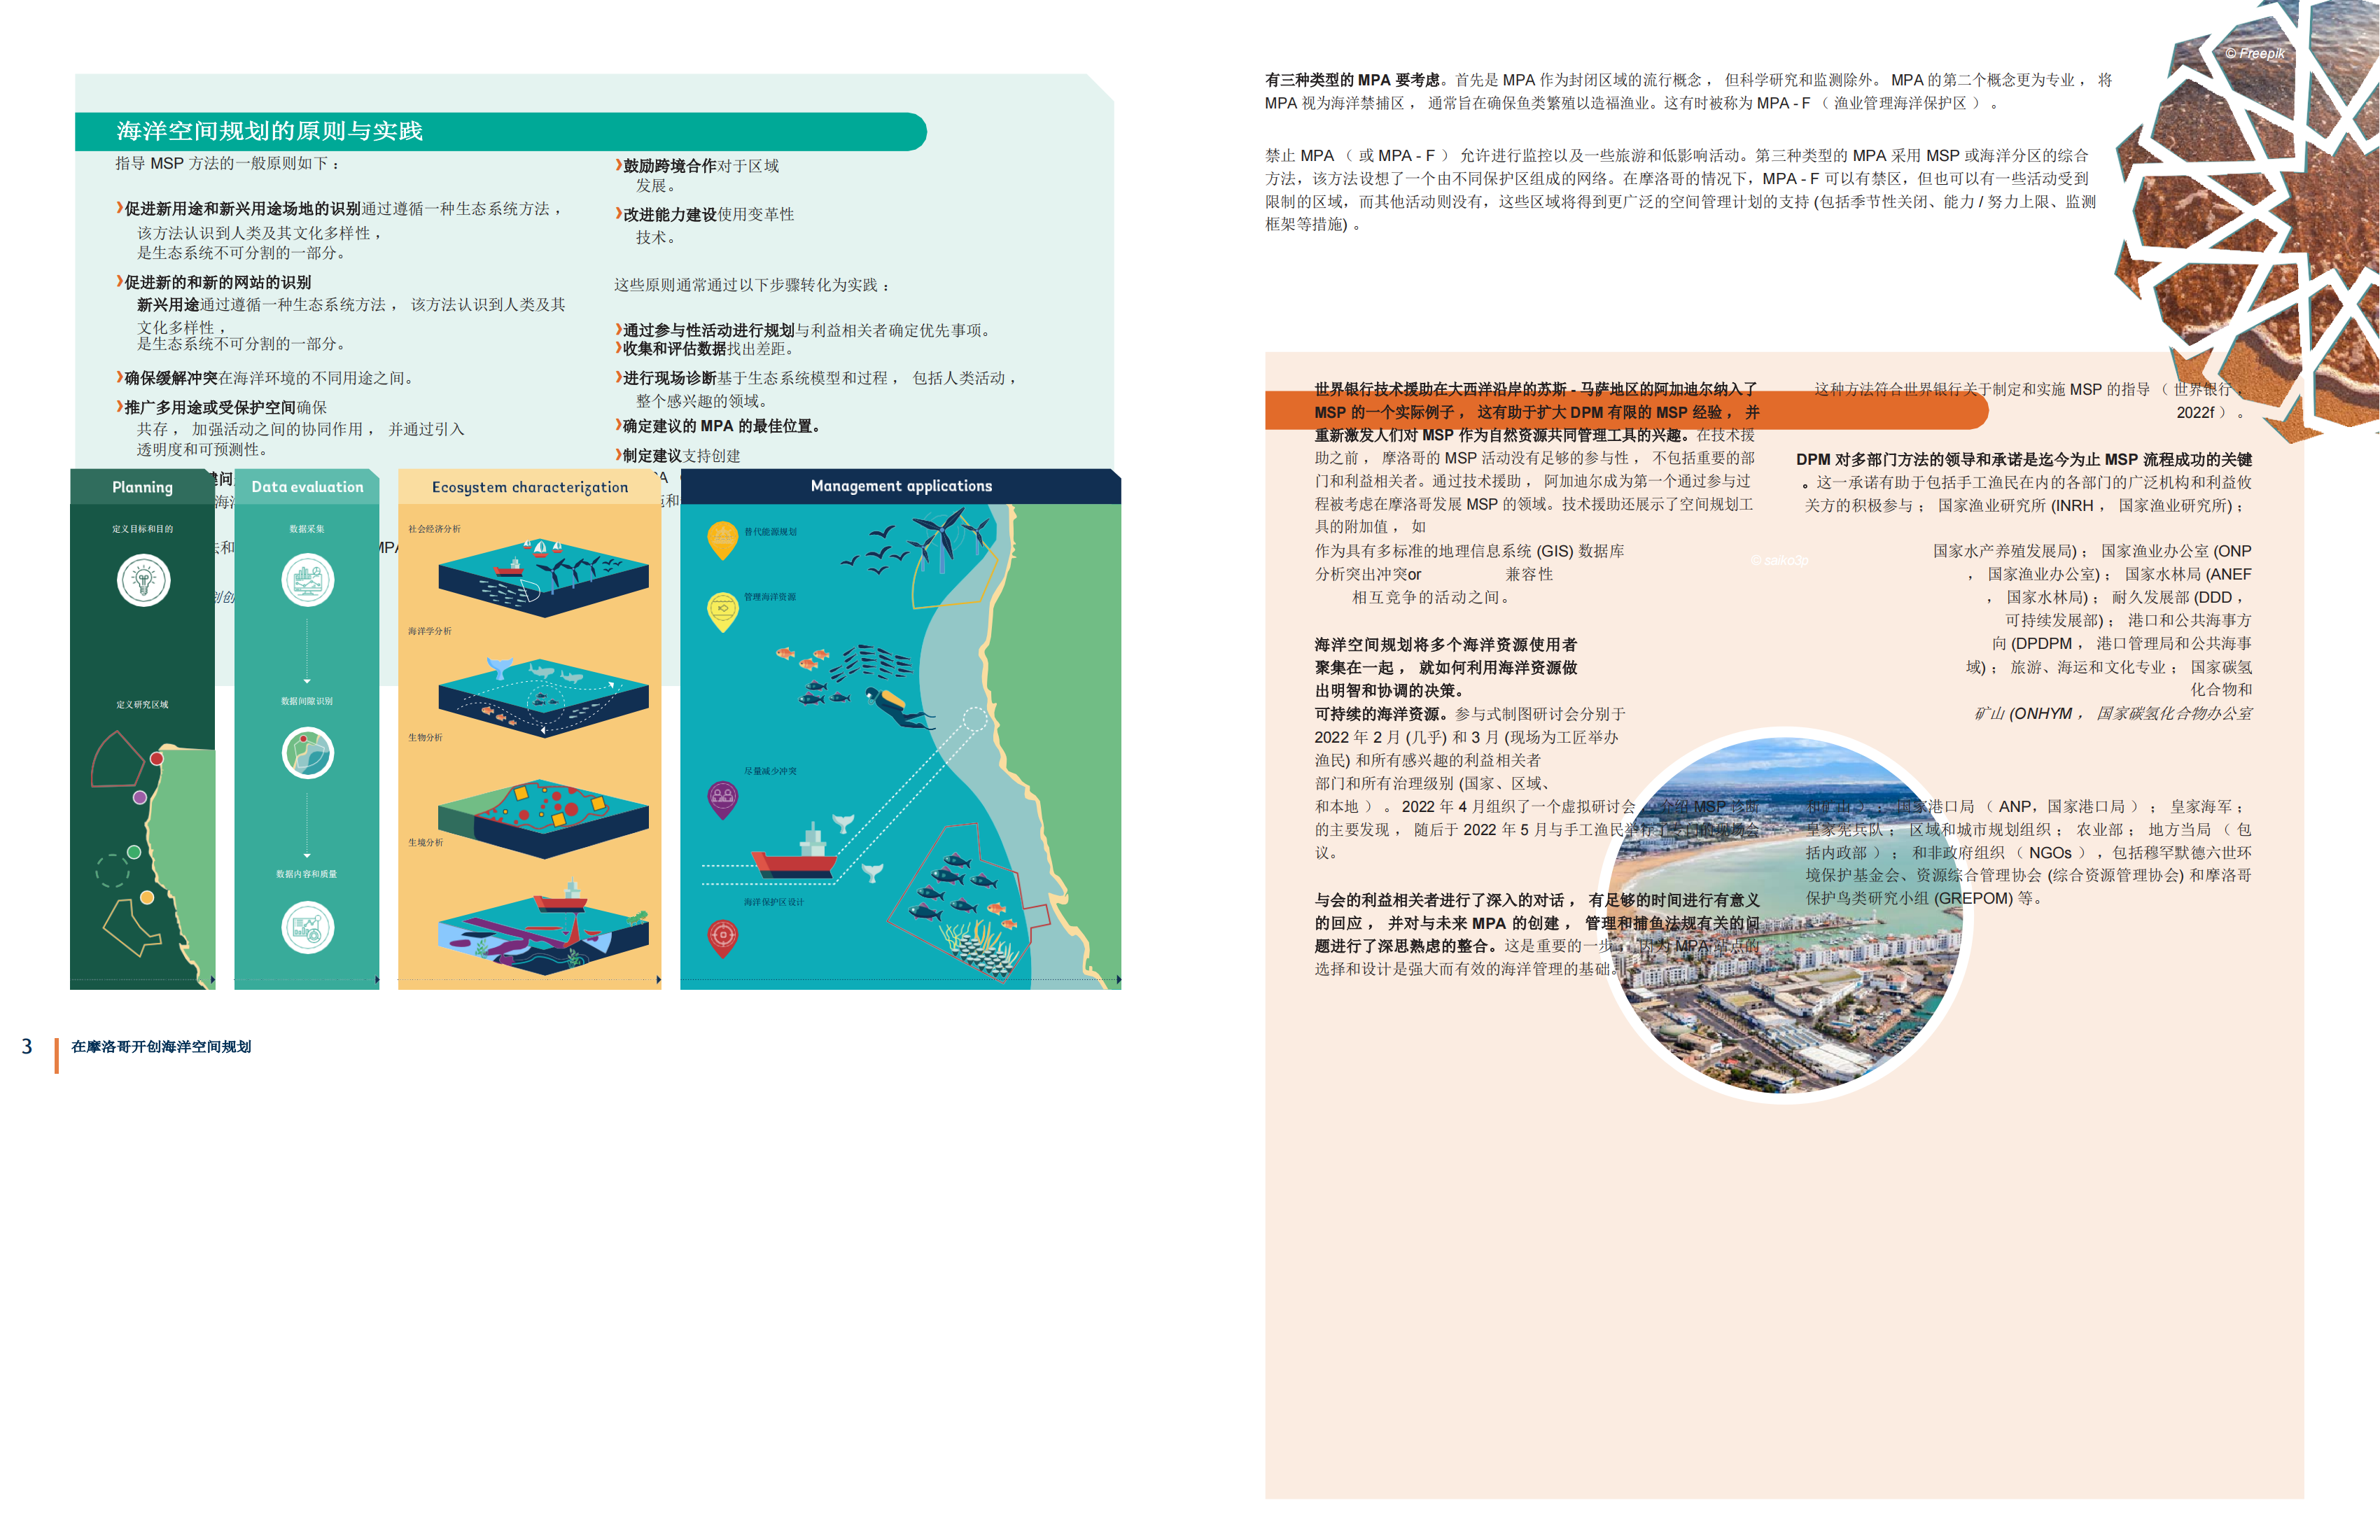 海洋空间规划的原则与实践
指导 MSP 方法的一般原则如下：
›促进新用途和新兴用途场地的识别通过遵循一种生态系统方法，
该方法认识到人类及其文化多样性，
是生态系统不可分割的一部分。
›促进新的和新的网站的识别
新兴用途通过遵循一种生态系统方法， 该方法认识到人类及其
文化多样性，
是生态系统不可分割的一部分。
›确保缓解冲突在海洋环境的不同用途之间。
›推广多用途或受保护空间确保
共存， 加强活动之间的协同作用， 并通过引入
透明度和可预测性。
›鼓励跨境合作对于区域
发展。
›改进能力建设使用变革性
技术。
这些原则通常通过以下步骤转化为实践：
›通过参与性活动进行规划与利益相关者确定优先事项。
›收集和评估数据找出差距。
›进行现场诊断基于生态系统模型和过程， 包括人类活动，
整个感兴趣的领域。
›确定建议的 MPA 的最佳位置。
›制定建议支持创建
Planning
定义目标和目的
定义研究区域
Data evaluation
数据采集
数据间隙识别
数据内容和质量
Ecosystem characterization
社会经济分析
海洋学分析
生物分析
生境分析
Management applications
替代能源规划
管理海洋资源
尽量减少冲突
海洋保护区设计
3
在摩洛哥开创海洋空间规划
© Freepik
有三种类型的 MPA 要考虑。首先是 MPA 作为封闭区域的流行概念， 但科学研究和监测除外。 MPA 的第二个概念更为专业， 将
MPA 视为海洋禁捕区， 通常旨在确保鱼类繁殖以造福渔业。这有时被称为 MPA - F （ 渔业管理海洋保护区 ） 。
禁止 MPA （ 或 MPA - F ） 允许进行监控以及一些旅游和低影响活动。第三种类型的 MPA 采用 MSP 或海洋分区的综合
方法，该方法设想了一个由不同保护区组成的网络。在摩洛哥的情况下，MPA - F 可以有禁区，但也可以有一些活动受到
限制的区域，而其他活动则没有，这些区域将得到更广泛的空间管理计划的支持 (包括季节性关闭、能力 / 努力上限、监测
框架等措施) 。
世界银行技术援助在大西洋沿岸的苏斯 - 马萨地区的阿加迪尔纳入了
MSP 的一个实际例子， 这有助于扩大 DPM 有限的 MSP 经验， 并
重新激发人们对 MSP 作为自然资源共同管理工具的兴趣。在技术援
助之前， 摩洛哥的 MSP 活动没有足够的参与性， 不包括重要的部
门和利益相关者。通过技术援助， 阿加迪尔成为第一个通过参与过
程被考虑在摩洛哥发展 MSP 的领域。技术援助还展示了空间规划工
具的附加值， 如
作为具有多标准的地理信息系统 (GIS) 数据库
分析突出冲突or 兼容性
相互竞争的活动之间。
海洋空间规划将多个海洋资源使用者
聚集在一起， 就如何利用海洋资源做
出明智和协调的决策。
可持续的海洋资源。参与式制图研讨会分别于
2022 年 2 月 (几乎) 和 3 月 (现场为工匠举办
渔民) 和所有感兴趣的利益相关者
部门和所有治理级别 (国家、区域、
和本地 ） 。 2022 年 4 月组织了一个虚拟研讨会， 介绍 MSP 诊断
的主要发现， 随后于 2022 年 5 月与手工渔民举行了专门的现场会
议。
与会的利益相关者进行了深入的对话， 有足够的时间进行有意义
的回应， 并对与未来 MPA 的创建， 管理和捕鱼法规有关的问
题进行了深思熟虑的整合。这是重要的一步， 因为 MPA 站点的
选择和设计是强大而有效的海洋管理的基础。
这种方法符合世界银行关于制定和实施 MSP 的指导 （ 世界银行，
2022f ） 。
DPM 对多部门方法的领导和承诺是迄今为止 MSP 流程成功的关键
。这一承诺有助于包括手工渔民在内的各部门的广泛机构和利益攸
关方的积极参与； 国家渔业研究所 (INRH， 国家渔业研究所)；
© saiko3p
国家水产养殖发展局)； 国家渔业办公室 (ONP
， 国家渔业办公室)； 国家水林局 (ANEF
， 国家水林局)； 耐久发展部 (DDD，
可持续发展部)； 港口和公共海事方
向 (DPDPM， 港口管理局和公共海事
域)； 旅游、海运和文化专业； 国家碳氢
化合物和
矿山 (ONHYM， 国家碳氢化合物办公室
和矿山 ）； 国家港口局 （ ANP，国家港口局 ）； 皇家海军；
皇家宪兵队； 区域和城市规划组织； 农业部； 地方当局 （ 包
括内政部 ）； 和非政府组织 （ NGOs ），包括穆罕默德六世环
境保护基金会、资源综合管理协会 (综合资源管理协会) 和摩洛哥
保护鸟类研究小组 (GREPOM) 等。